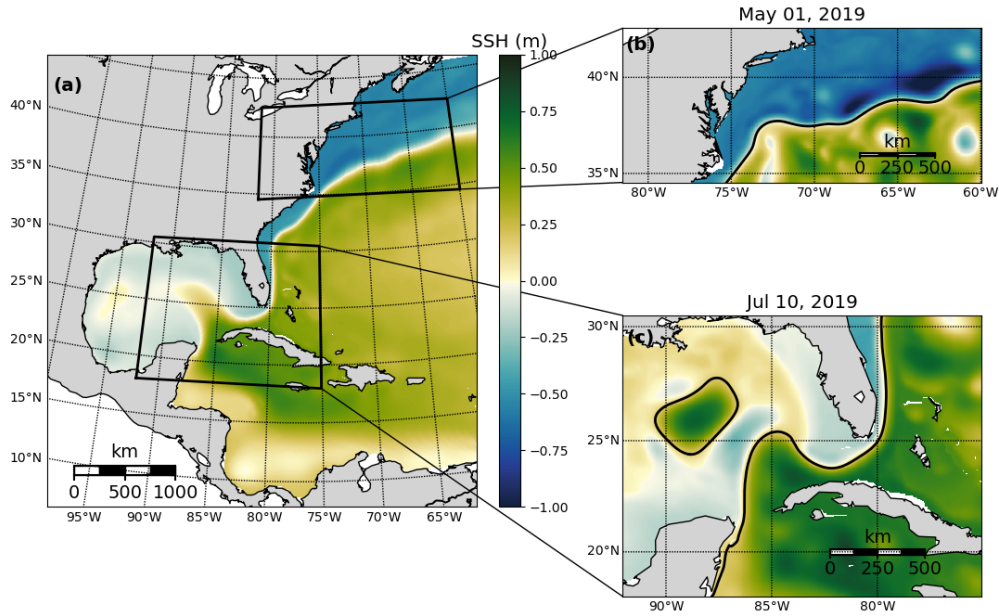 May 01, 2019
SSH (m)
(a)
(b)
1.00
0.75
0.50
0.25
0.00
−0.25
−0.50
−0.75
−1.00
40°N
35°N
30°N
25°N
20°N
15°N
10°N
km
0 500 1000
95°W 90°W 85°W 80°W 75°W 70°W 65°W
40°N
35°N
km
0 250 500
80°W 75°W 70°W 65°W 60°W
Jul 10, 2019
(c)
30°N
25°N
20°N
km
0 250 500
90°W 85°W 80°W